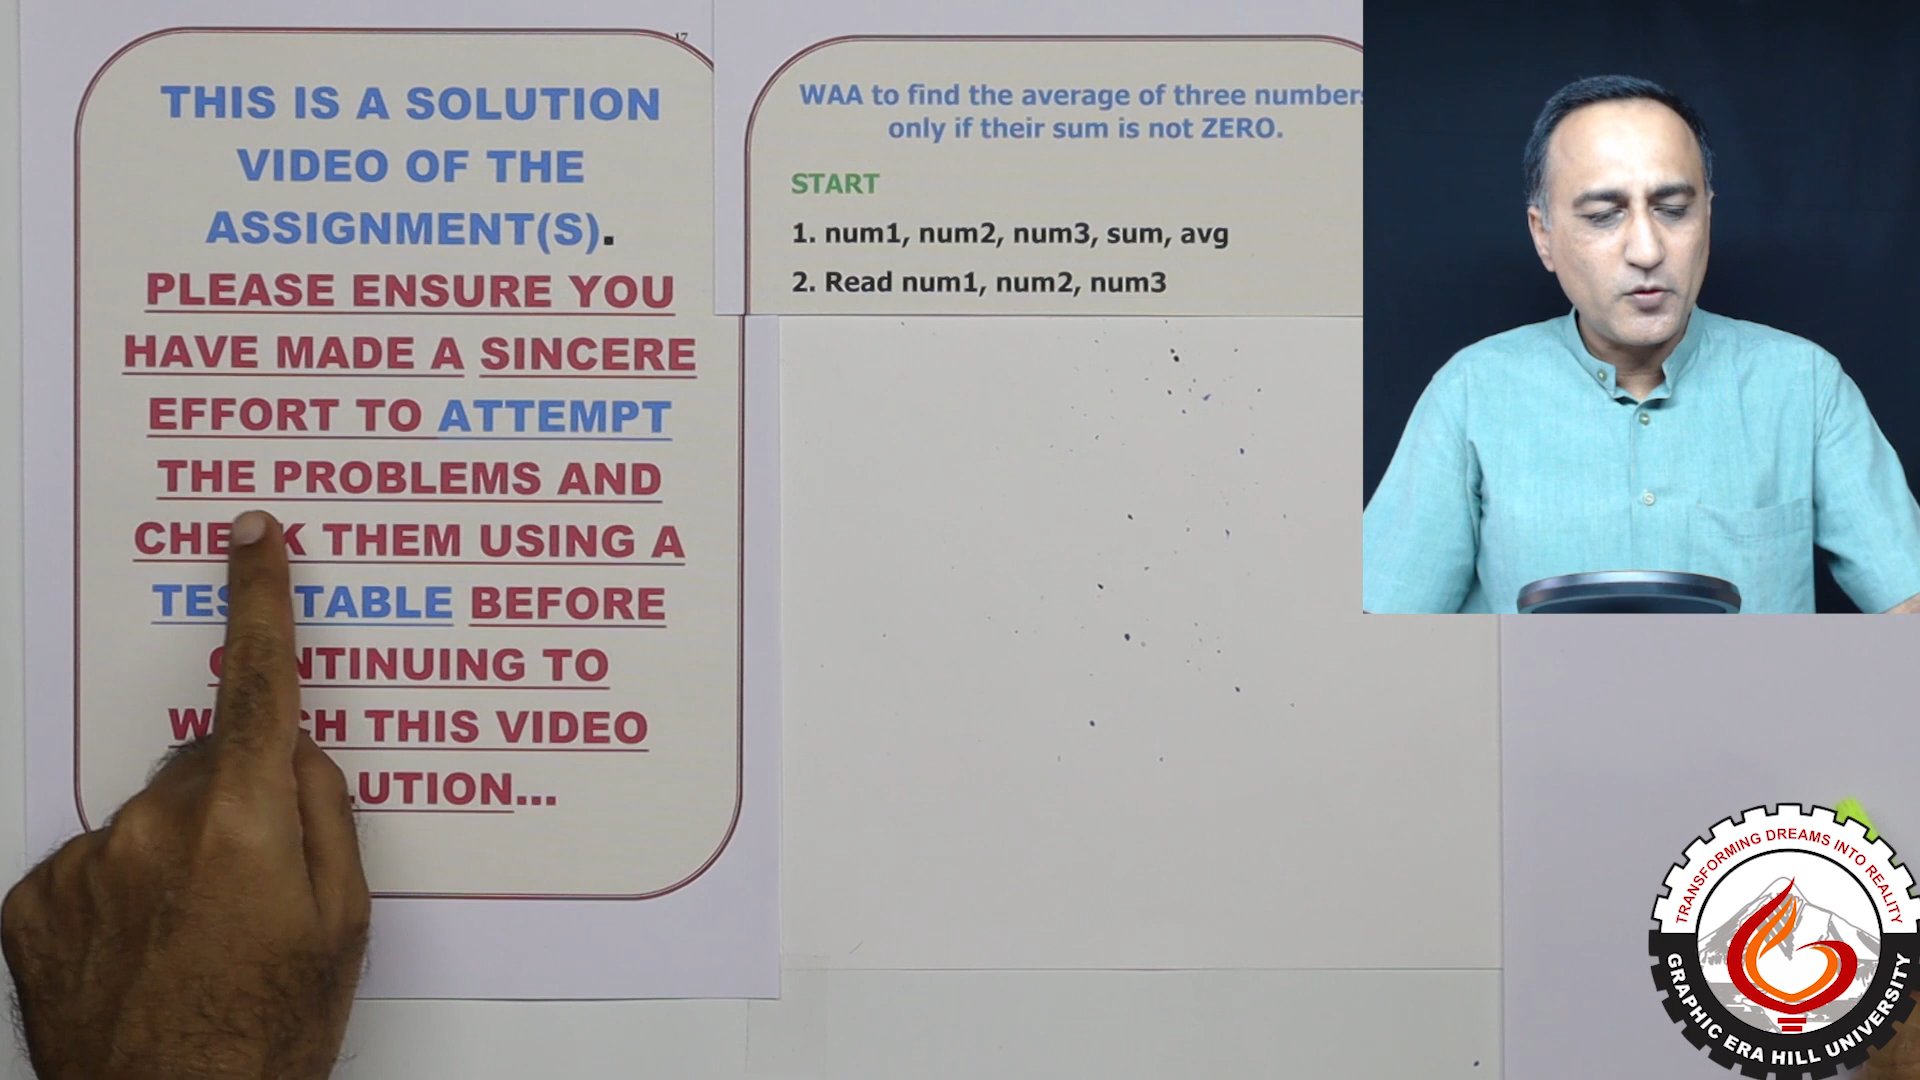 THIS IS A SOLUTION
VIDEO OF THE
ASSIGNMENT(S).
PLEASE ENSURE YOU
HAVE MADE A SINCERE
EFFORT TO ATTEMPT
THE PROBLEMS AND
THEM USING A
TABLE BEFORE
TO
THIS VIDEO
17
WAA to find the average of three
only if their sum is not ZERO.
START
1. num1, num2, num3, sum, avg
2. Read num1, num2, num3
TRANSFORMING DREAMS INTO REALITY
GRAPHIC ERA HILL UNIVERSITY